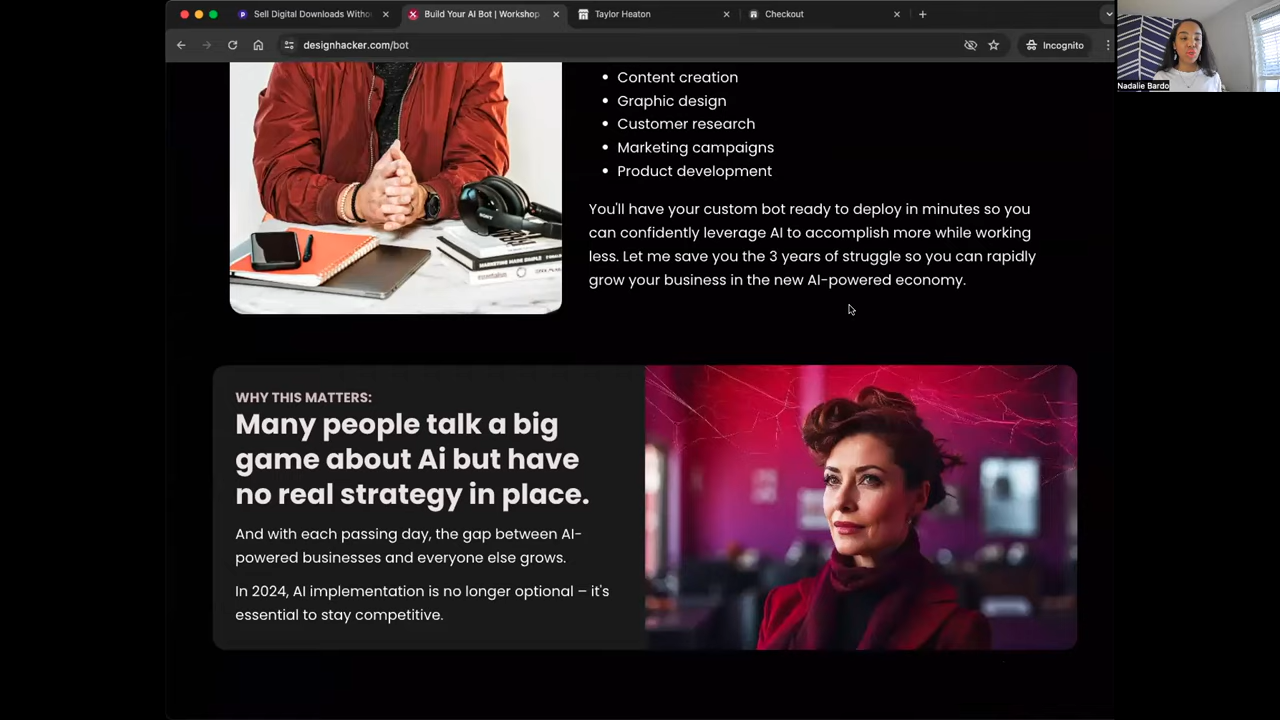 Sell Digital Downloads Witho
Build Your AI Bot | Workshop
Taylor Heaton
Checkout
designhacker.com/bot
Incognito
Nadalie Bardo
• Content creation
• Graphic design
• Customer research
• Marketing campaigns
• Product development
You'll have your custom bot ready to deploy in minutes so you
can confidently leverage AI to accomplish more while working
less. Let me save you the 3 years of struggle so you can rapidly
grow your business in the new AI-powered economy.
SONY
WHY THIS MATTERS:
Many people talk a big
game about Ai but have
no real strategy in place.
And with each passing day, the gap between AI-
powered businesses and everyone else grows.
In 2024, AI implementation is no longer optional – it's
essential to stay competitive.